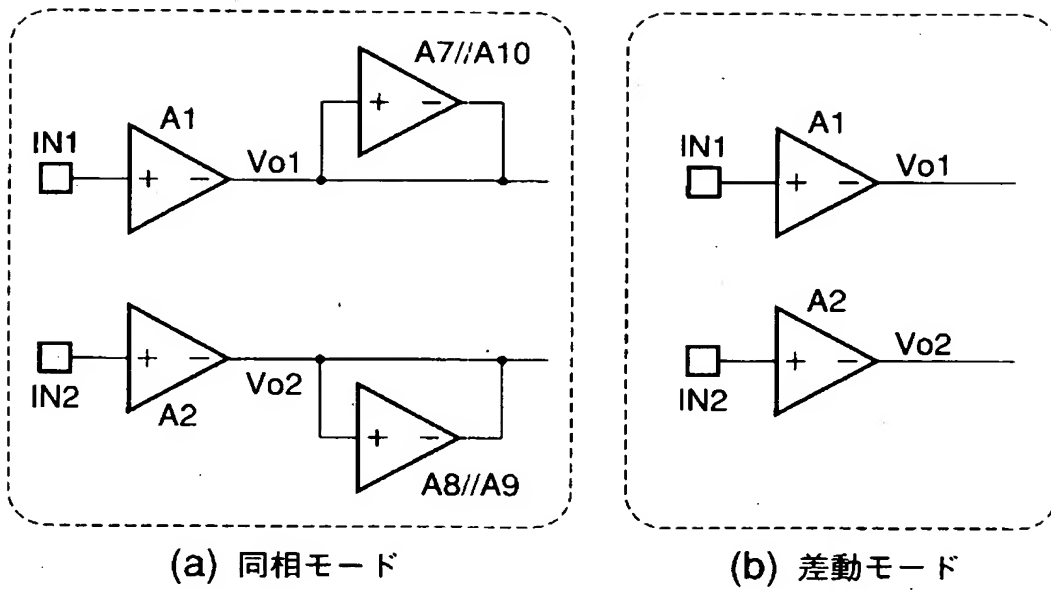 A7//A10
+ −
A1
IN1
+ −
Vo1
IN2
+ −
Vo2
A2
+ −
A8//A9
(a) 同相モード
A1
IN1
+ −
Vo1
A2
IN2
+ −
Vo2
(b) 差動モード